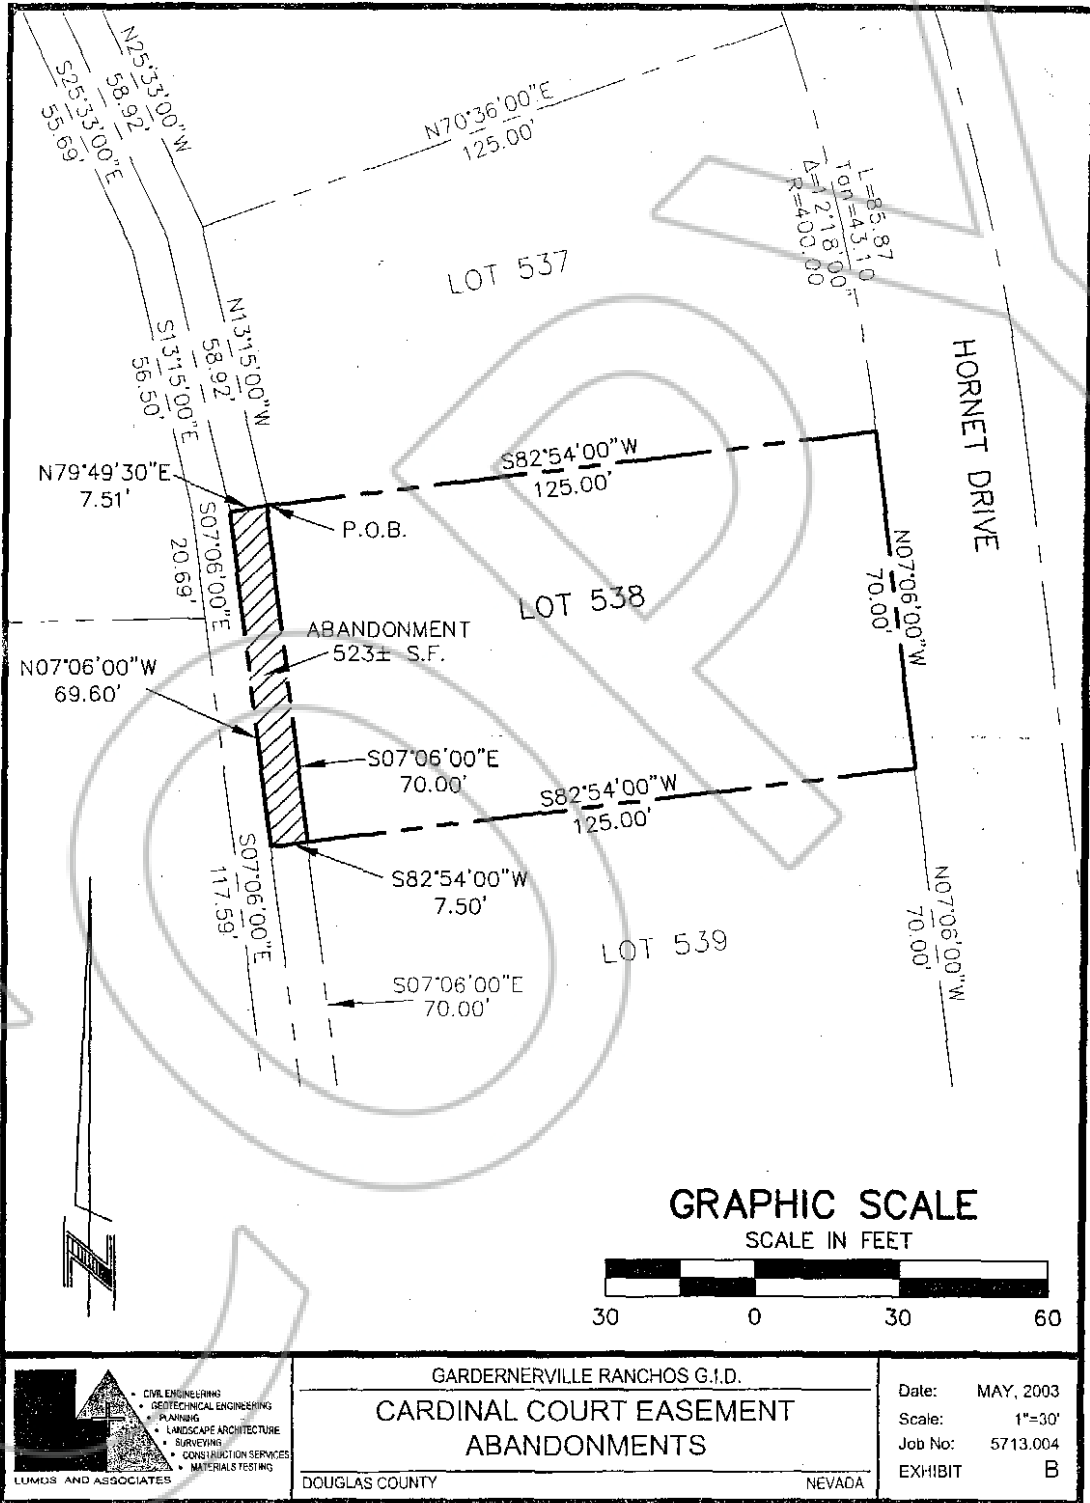 N25°33'00"W
58.92'
S25°33'00"E
55.69'
N70°36'00"E
125.00'
L=85.87
Tan=43.10
Δ=12°18'00"
R=400.00
LOT 537
HORNET DRIVE
N13°15'00"W
58.92'
S13°15'00"E
56.50'
S82°54'00"W
125.00'
N79°49'30"E
7.51'
P.O.B.
S07°06'00"E
20.69'
N07°06'00"W
70.00'
LOT 538
ABANDONMENT
523± S.F.
N07°06'00"W
69.60'
S07°06'00"E
70.00'
S82°54'00"W
125.00'
S07°06'00"E
117.59'
S82°54'00"W
7.50'
N07°06'00"W
70.00'
LOT 539
S07°06'00"E
70.00'
COPY
GRAPHIC SCALE
SCALE IN FEET
30 0 30 60
CIVIL ENGINEERING
GEOTECHNICAL ENGINEERING
PLANNING
LANDSCAPE ARCHITECTURE
SURVEYING
CONSTRUCTION SERVICES
MATERIALS TESTING
LUMOS AND ASSOCIATES
GARDERNERVILLE RANCHOS G.I.D.
CARDINAL COURT EASEMENT
ABANDONMENTS
DOUGLAS COUNTY NEVADA
Date: MAY, 2003
Scale: 1"=30'
Job No: 5713.004
EXHIBIT B